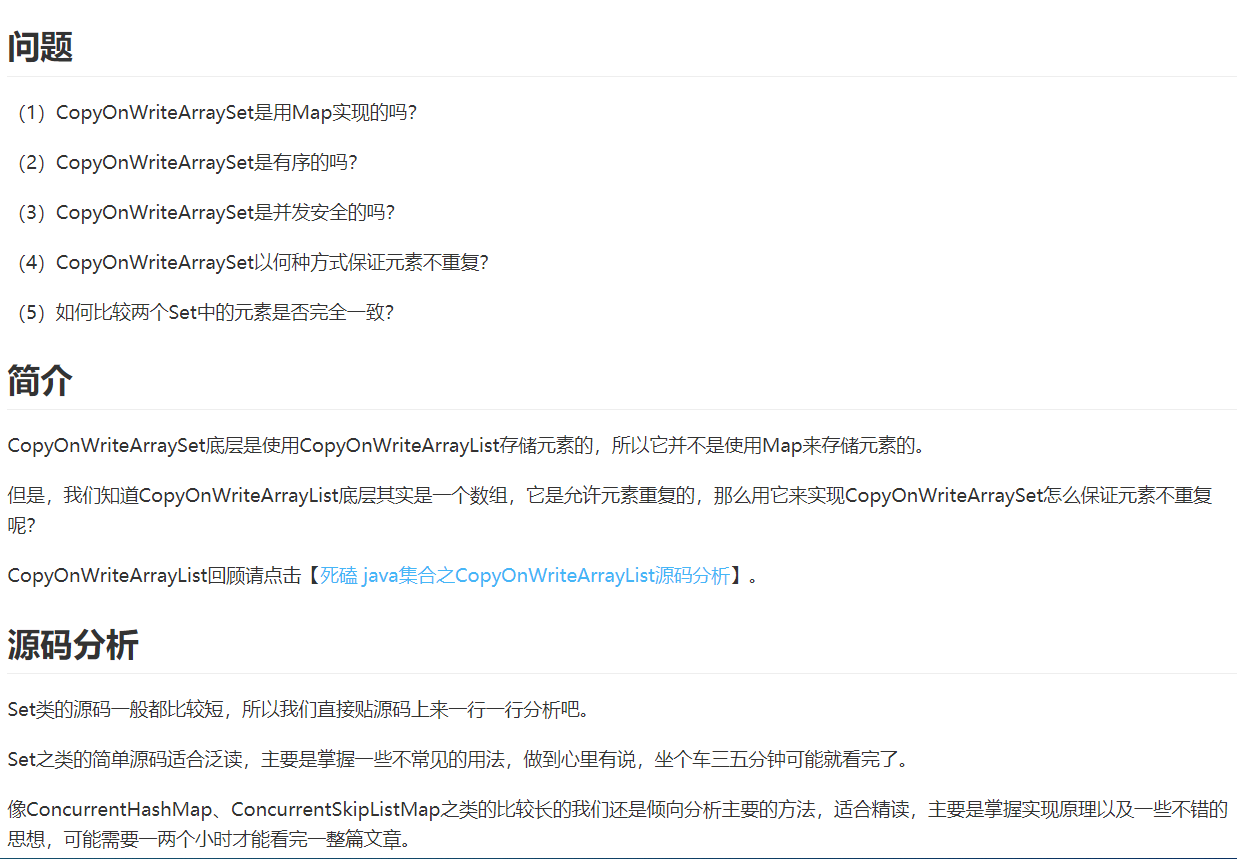 问题
（1）CopyOnWriteArraySet是用Map实现的吗？
（2）CopyOnWriteArraySet是有序的吗？
（3）CopyOnWriteArraySet是并发安全的吗？
（4）CopyOnWriteArraySet以何种方式保证元素不重复？
（5）如何比较两个Set中的元素是否完全一致？
简介
CopyOnWriteArraySet底层是使用CopyOnWriteArrayList存储元素的，所以它并不是使用Map来存储元素的。
但是，我们知道CopyOnWriteArrayList底层其实是一个数组，它是允许元素重复的，那么用它来实现CopyOnWriteArraySet怎么保证元素不重复
呢？
CopyOnWriteArrayList回顾请点击【死磕 java集合之CopyOnWriteArrayList源码分析】。
源码分析
Set类的源码一般都比较短，所以我们直接贴源码上来一行一行分析吧。
Set之类的简单源码适合泛读，主要是掌握一些不常见的用法，做到心里有说，坐个车三五分钟可能就看完了。
像ConcurrentHashMap、ConcurrentSkipListMap之类的比较长的我们还是倾向分析主要的方法，适合精读，主要是掌握实现原理以及一些不错的
思想，可能需要一两个小时才能看完一整篇文章。